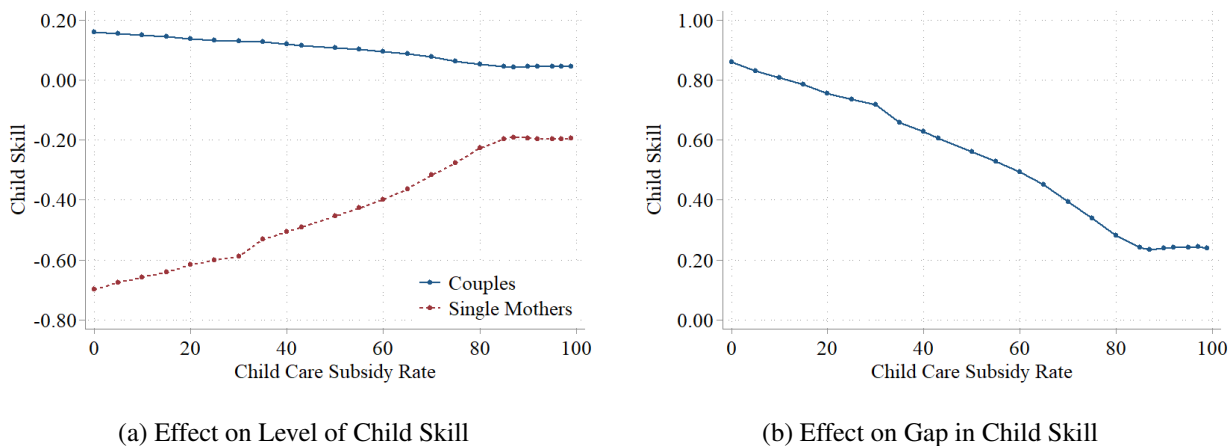 0.20
0.00
-0.20
-0.40
-0.60
-0.80
Child Skill
Couples
Single Mothers
0 20 40 60 80 100
Child Care Subsidy Rate
(a) Effect on Level of Child Skill
1.00
0.80
0.60
0.40
0.20
0.00
Child Skill
0 20 40 60 80 100
Child Care Subsidy Rate
(b) Effect on Gap in Child Skill